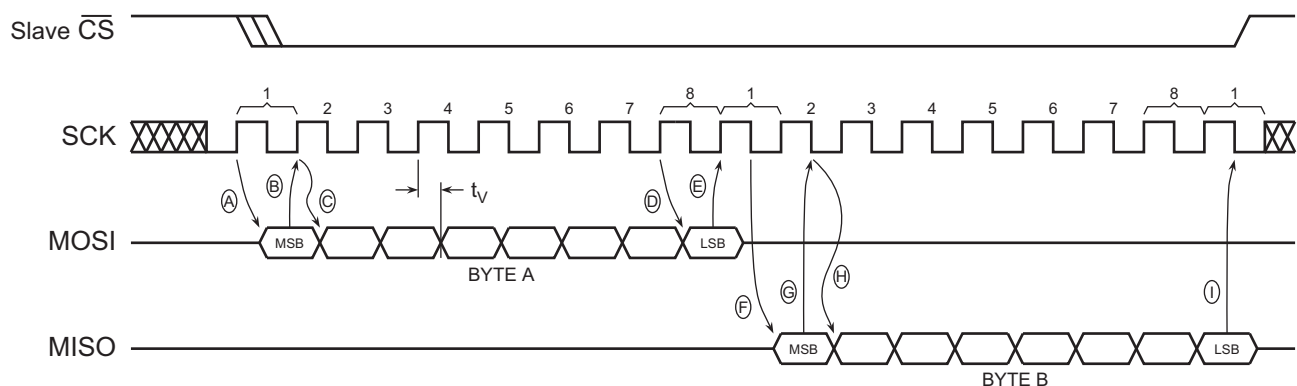 Slave CS
1 2 3 4 5 6 7 8 1 2 3 4 5 6 7 8 1
SCK
A B C tV D E
MOSI MSB LSB
BYTE A
F G H I
MISO MSB LSB
BYTE B